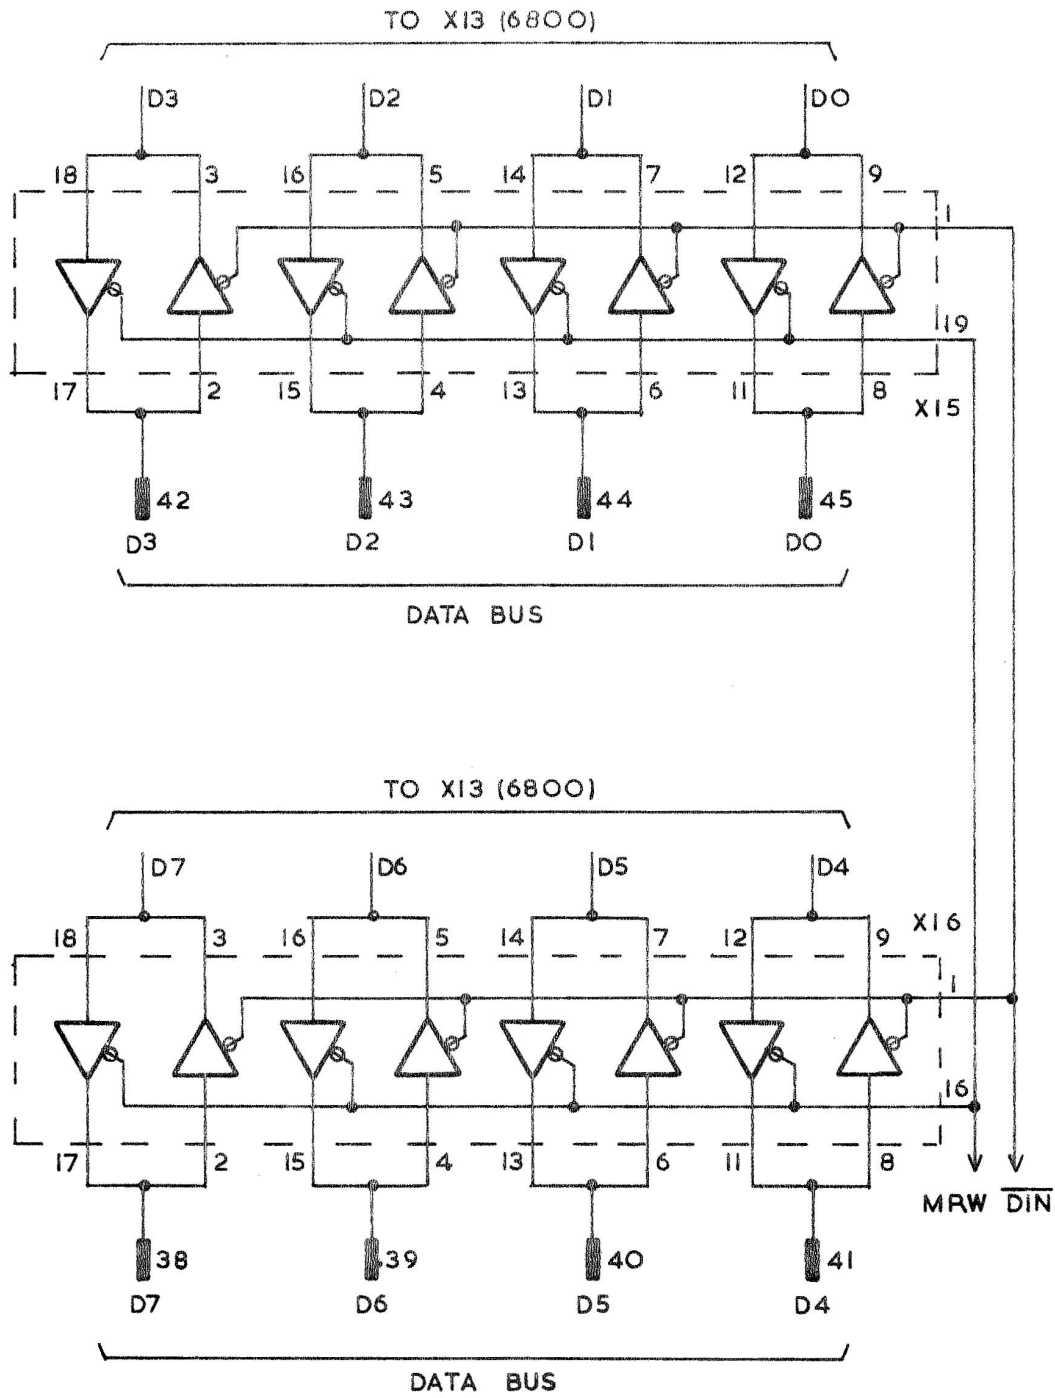 TO X13 (6800)
D3 D2 D1 D0
18 3 16 5 14 7 12 9
1
19
17 2 15 4 13 6 11 8
X15
42 43 44 45
D3 D2 D1 D0
DATA BUS
TO X13 (6800)
D7 D6 D5 D4
X16
18 3 16 5 14 7 12 9
1
16
17 2 15 4 13 6 11 8
MRW DIN
38 39 40 41
D7 D6 D5 D4
DATA BUS